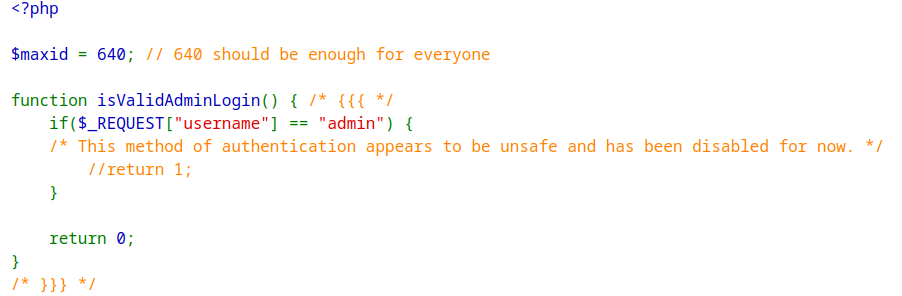 <?php
$maxid = 640; // 640 should be enough for everyone
function isValidAdminLogin() { /* {{{ */
    if($_REQUEST["username"] == "admin") {
    /* This method of authentication appears to be unsafe and has been disabled for now. */
        //return 1;
    }
    return 0;
}
/* }}} */